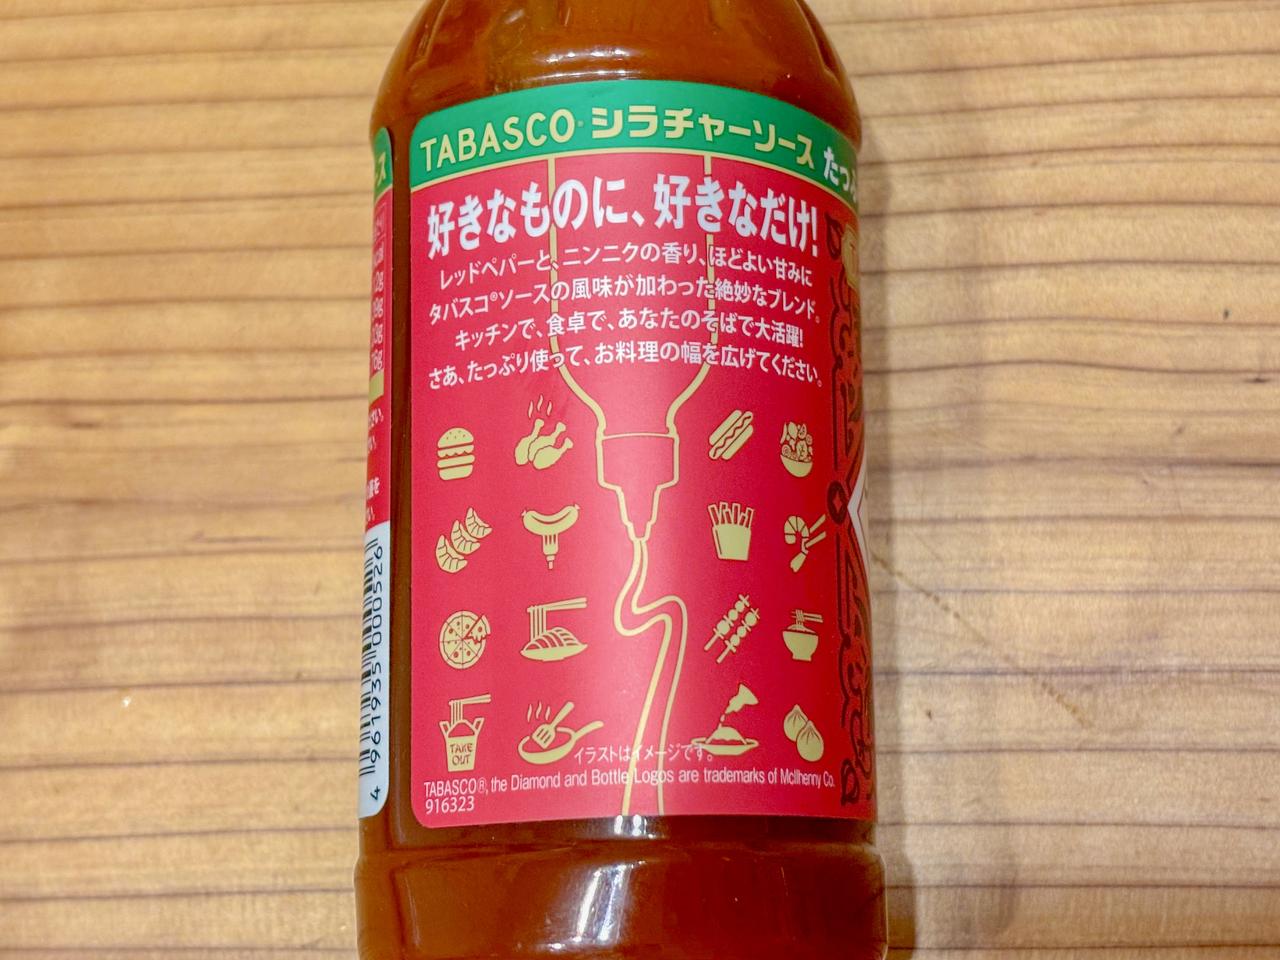 TABASCO® シラチャーソース たっ
好きなものに、好きなだけ!
レッドペパーと、ニンニクの香り、ほどよい甘みに
タバスコ®ソースの風味が加わった絶妙なブレンド。
キッチンで、食卓で、あなたのそばで大活躍!
さあ、たっぷり使って、お料理の幅を広げてください。
TAKE
OUT
イラストはイメージです。
TABASCO®, the Diamond and Bottle Logos are trademarks of McIlhenny Co.
916323
4 961935 000526